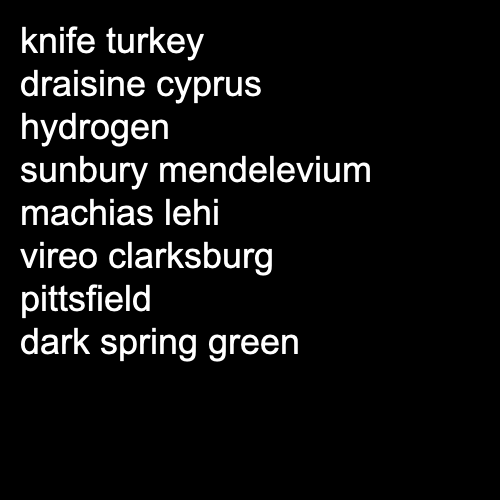 knife turkey
draisine cyprus
hydrogen
sunbury mendelevium
machias lehi
vireo clarksburg
pittsfield
dark spring green